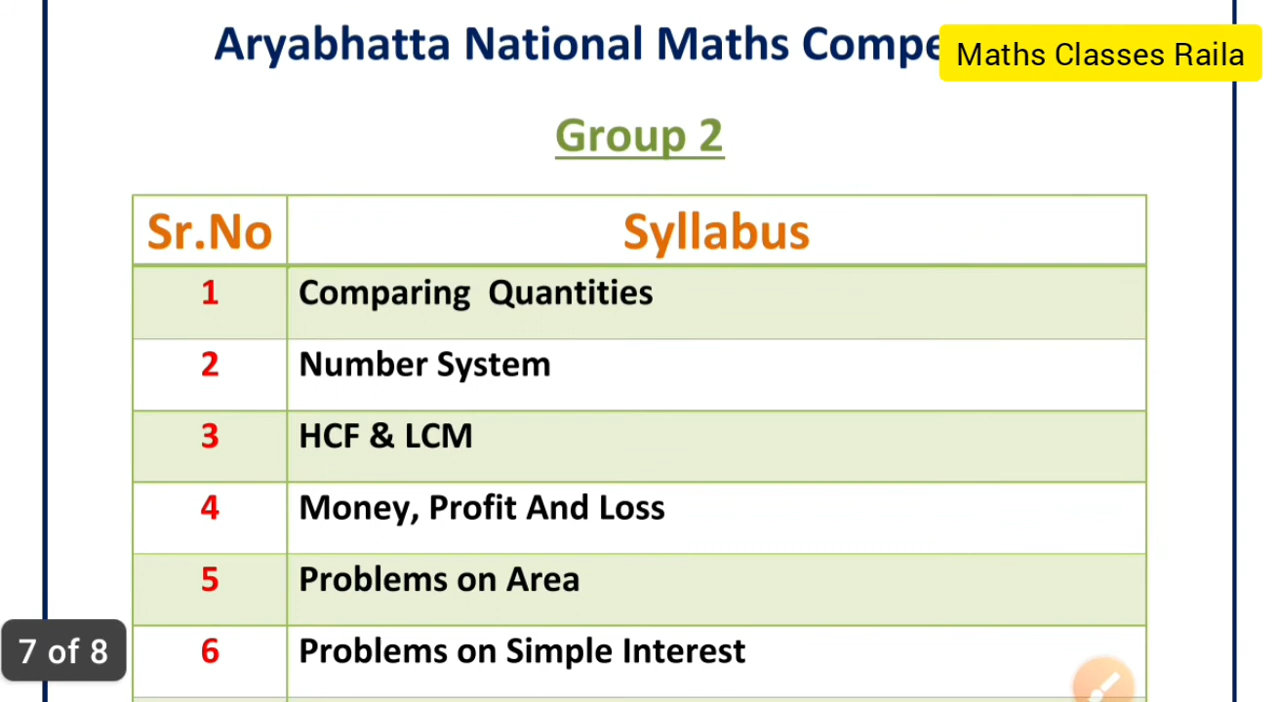 Aryabhatta National Maths Compe
Maths Classes Raila
Group 2
Sr.No Syllabus
1 Comparing Quantities
2 Number System
3 HCF & LCM
4 Money, Profit And Loss
5 Problems on Area
6 Problems on Simple Interest
7 of 8